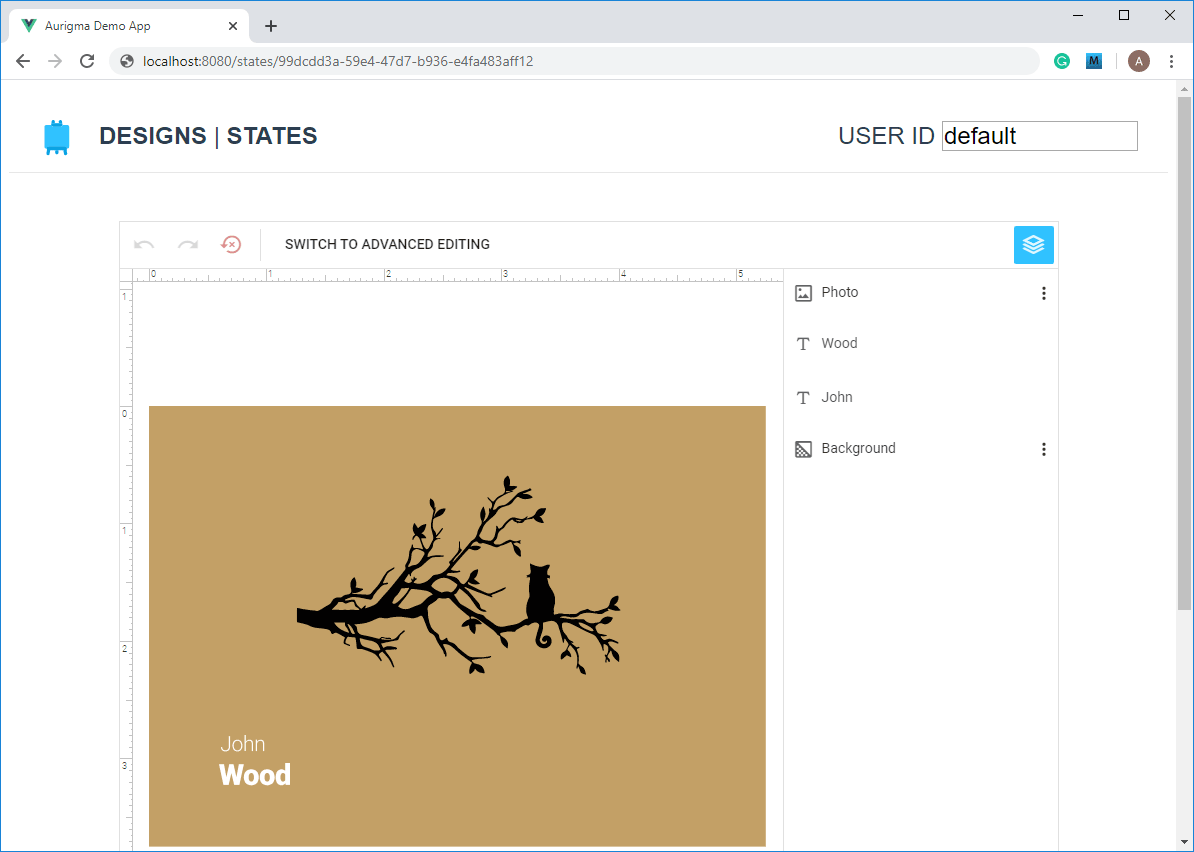 Aurigma Demo App
localhost:8080/states/99dcdd3a-59e4-47d7-b936-e4fa483aff12
G
M
A
DESIGNS | STATES
USER ID default
SWITCH TO ADVANCED EDITING
0 1 2 3 4 5
1
0
1
2
3
Photo
Wood
John
Background
John
Wood